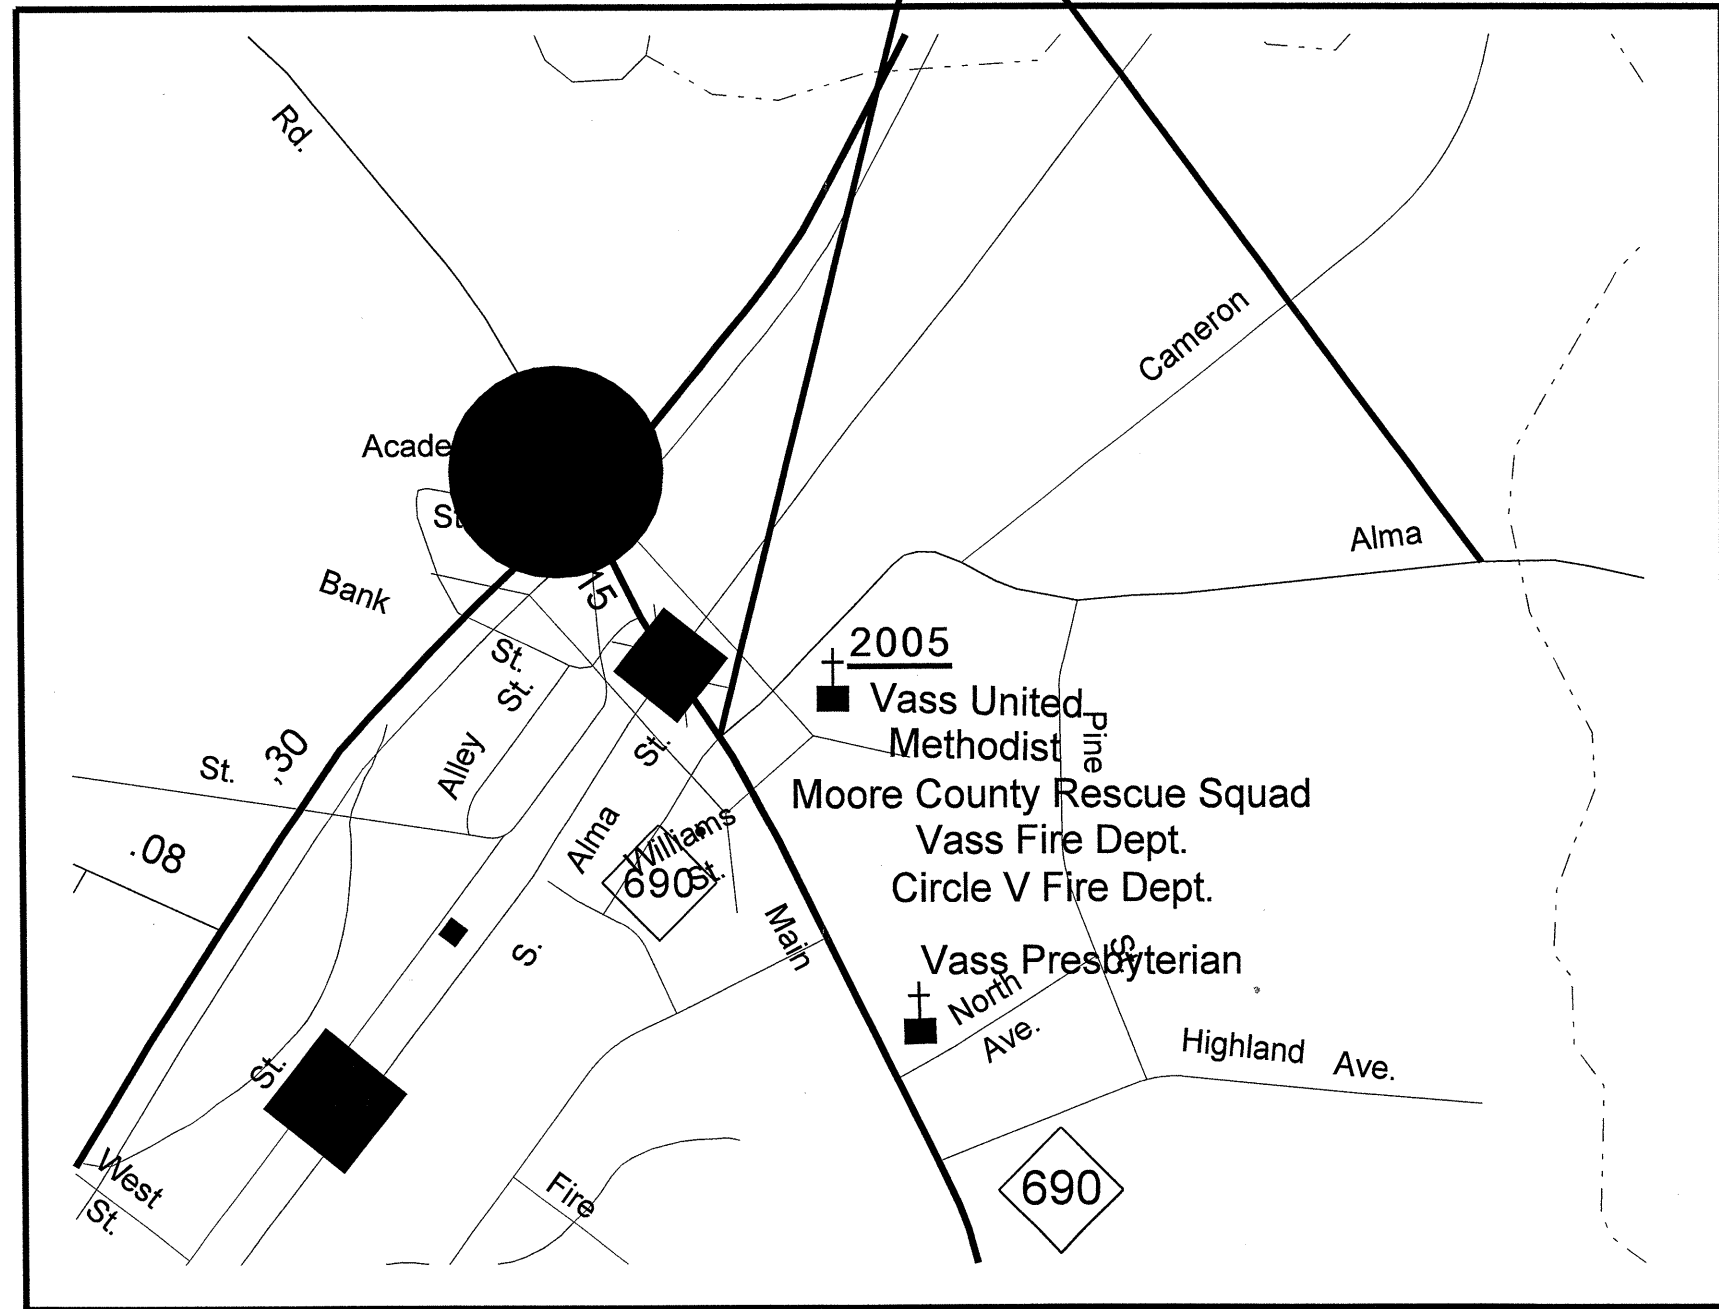 Rd.
Cameron
Acade
St
Alma
15
Bank
2005
St.
St.
Vass United
Pine
Methodist
St.
St.
,30
Alley
Moore County Rescue Squad
Alma
Williams
Vass Fire Dept.
.08
690
St.
Circle V Fire Dept.
Main
S.
St.
Vass Presbyterian
North
Ave.
Highland Ave.
St.
West
St.
Fire
690